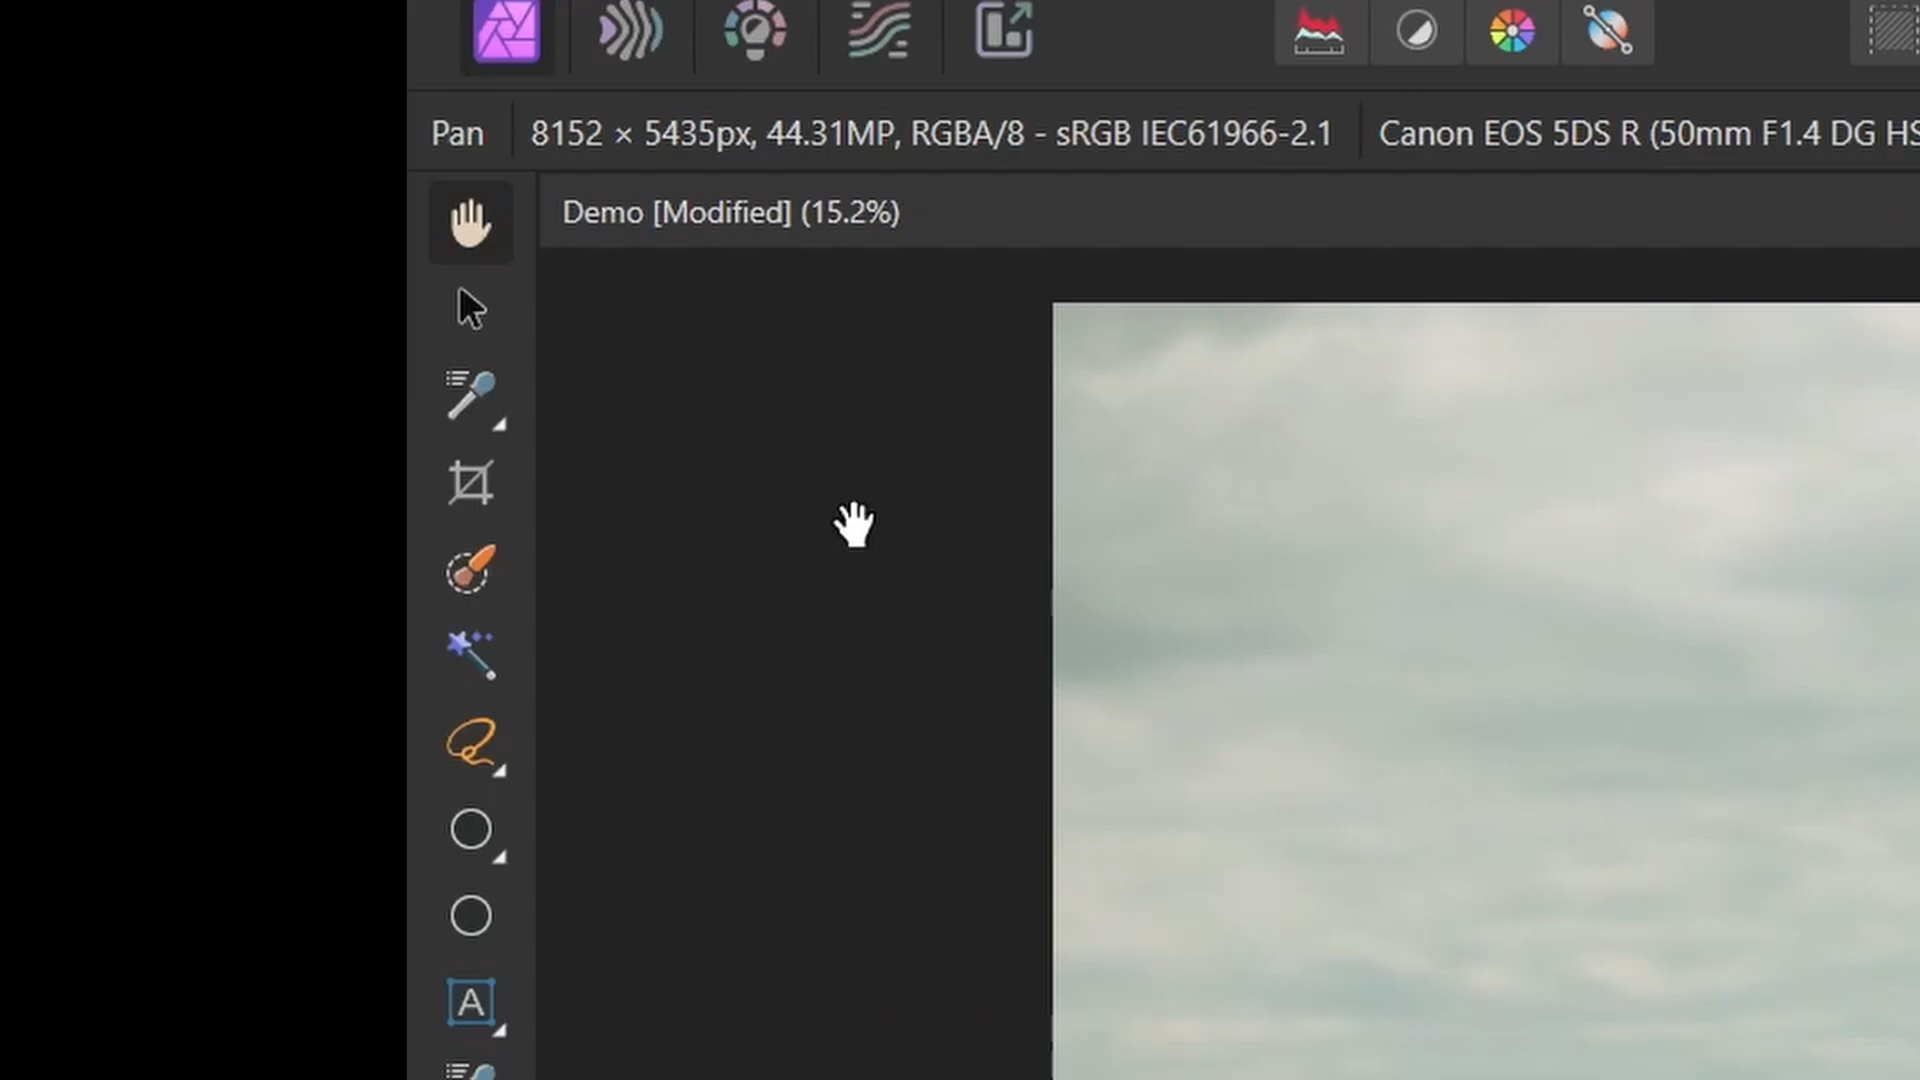 Pan
8152 × 5435px, 44.31MP, RGBA/8 - sRGB IEC61966-2.1
Canon EOS 5DS R (50mm F1.4 DG HS
Demo [Modified] (15.2%)
A